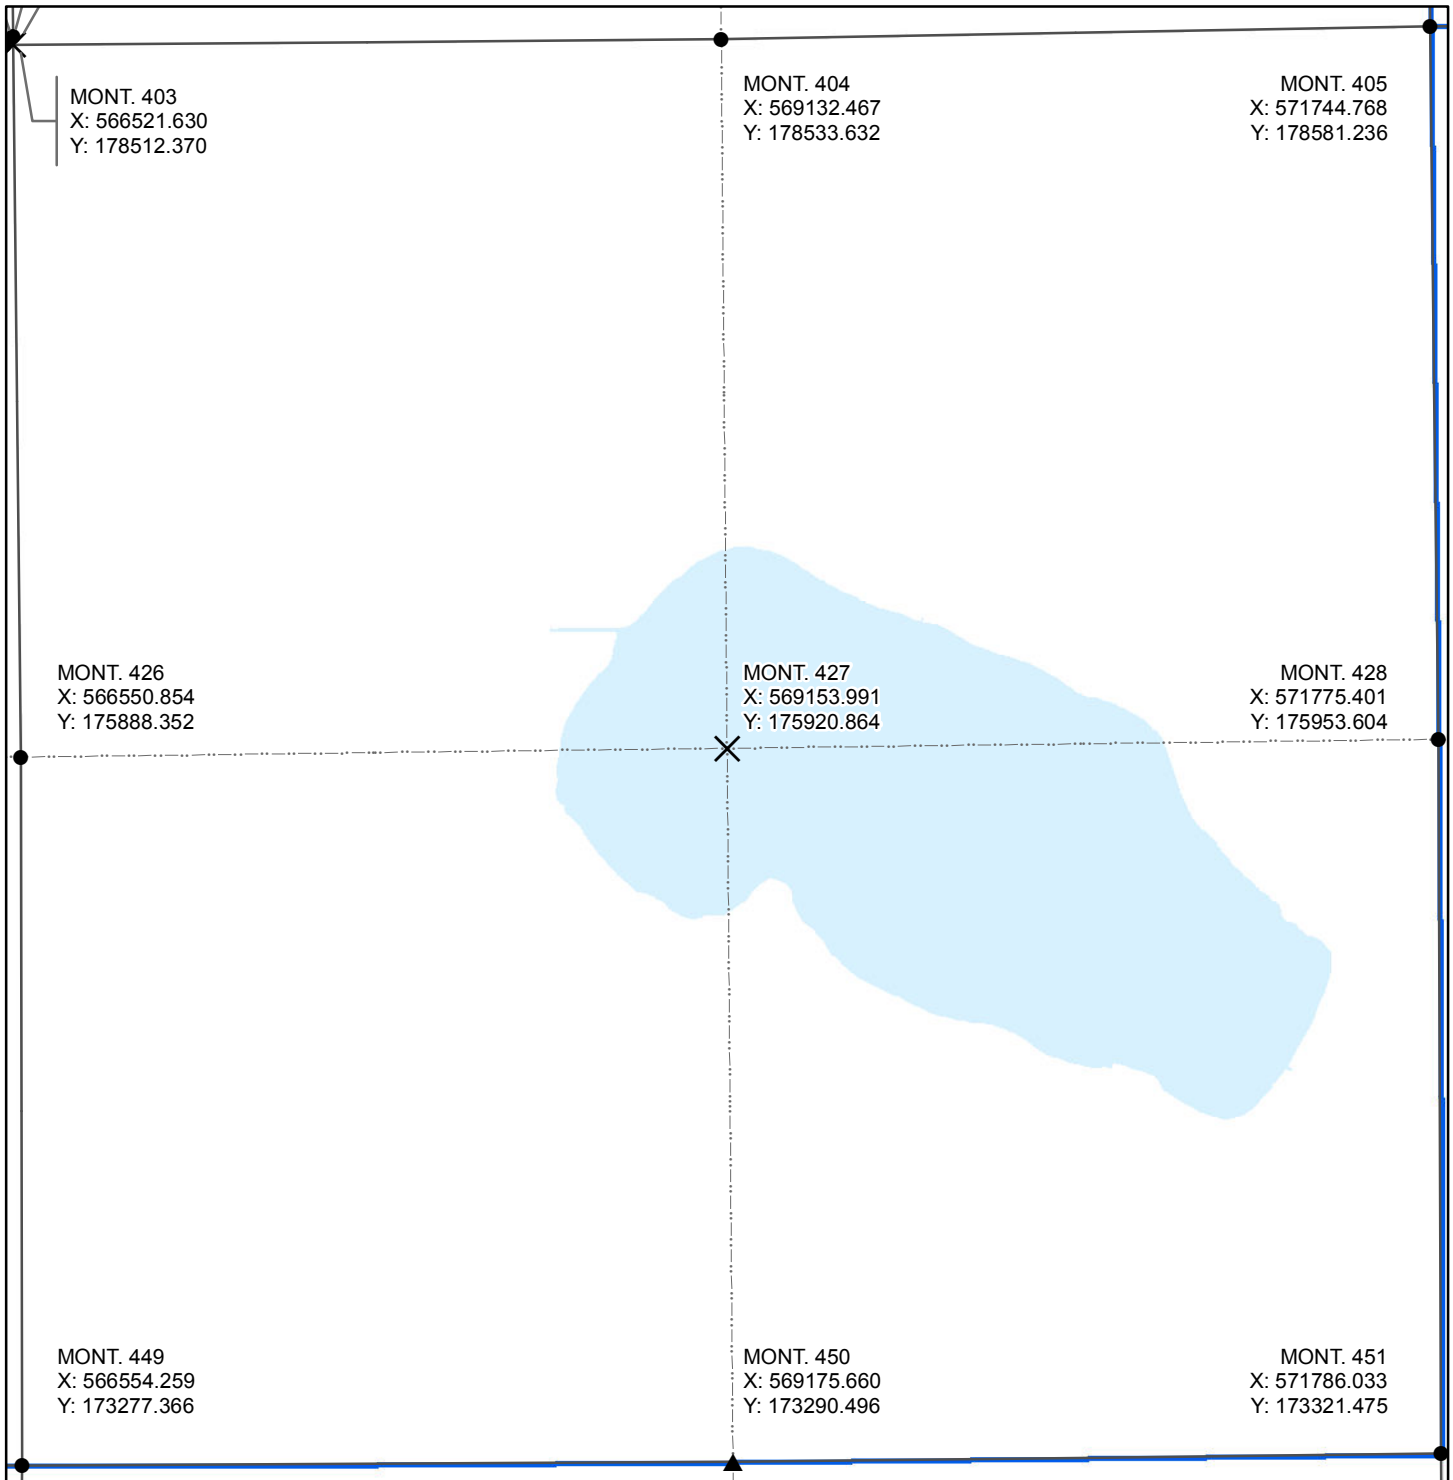 MONT. 403
X: 566521.630
Y: 178512.370
MONT. 404
X: 569132.467
Y: 178533.632
MONT. 405
X: 571744.768
Y: 178581.236
MONT. 426
X: 566550.854
Y: 175888.352
MONT. 427
X: 569153.991
Y: 175920.864
MONT. 428
X: 571775.401
Y: 175953.604
MONT. 449
X: 566554.259
Y: 173277.366
MONT. 450
X: 569175.660
Y: 173290.496
MONT. 451
X: 571786.033
Y: 173321.475